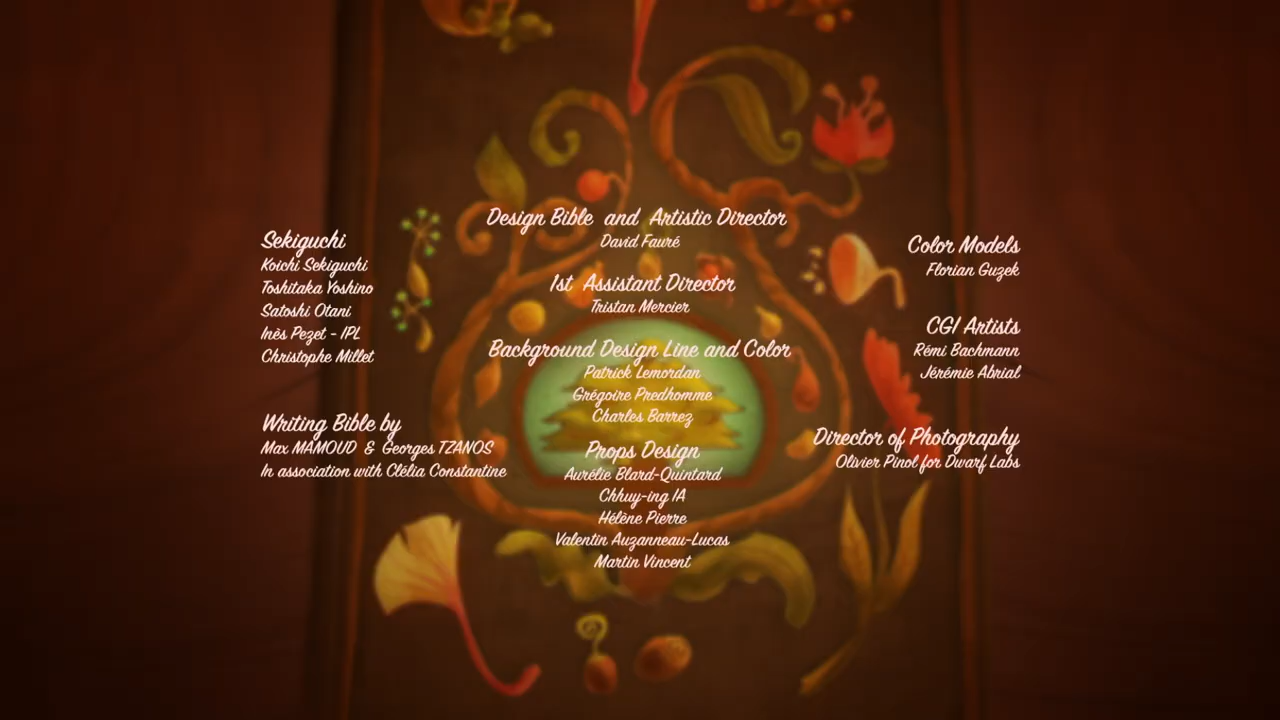 Sekiguchi
Koichi Sekiguchi
Toshitaka Yoshino
Satoshi Otani
Inès Pezet - IPL
Christophe Millet
Writing Bible by
Max MAMOUD & Georges TZANOS
In association with Clélia Constantine
Design Bible and Artistic Director
David Fauré
1st Assistant Director
Tristan Mercier
Background Design Line and Color
Patrick Lemordan
Grégoire Predhomme
Charles Barrez
Props Design
Aurélie Blard-Quintard
Chhuy-ing IA
Hélène Pierre
Valentin Auzanneau-Lucas
Martin Vincent
Color Models
Florian Guzek
CGI Artists
Rémi Bachmann
Jérémie Abrial
Director of Photography
Olivier Pinol for Dwarf Labs